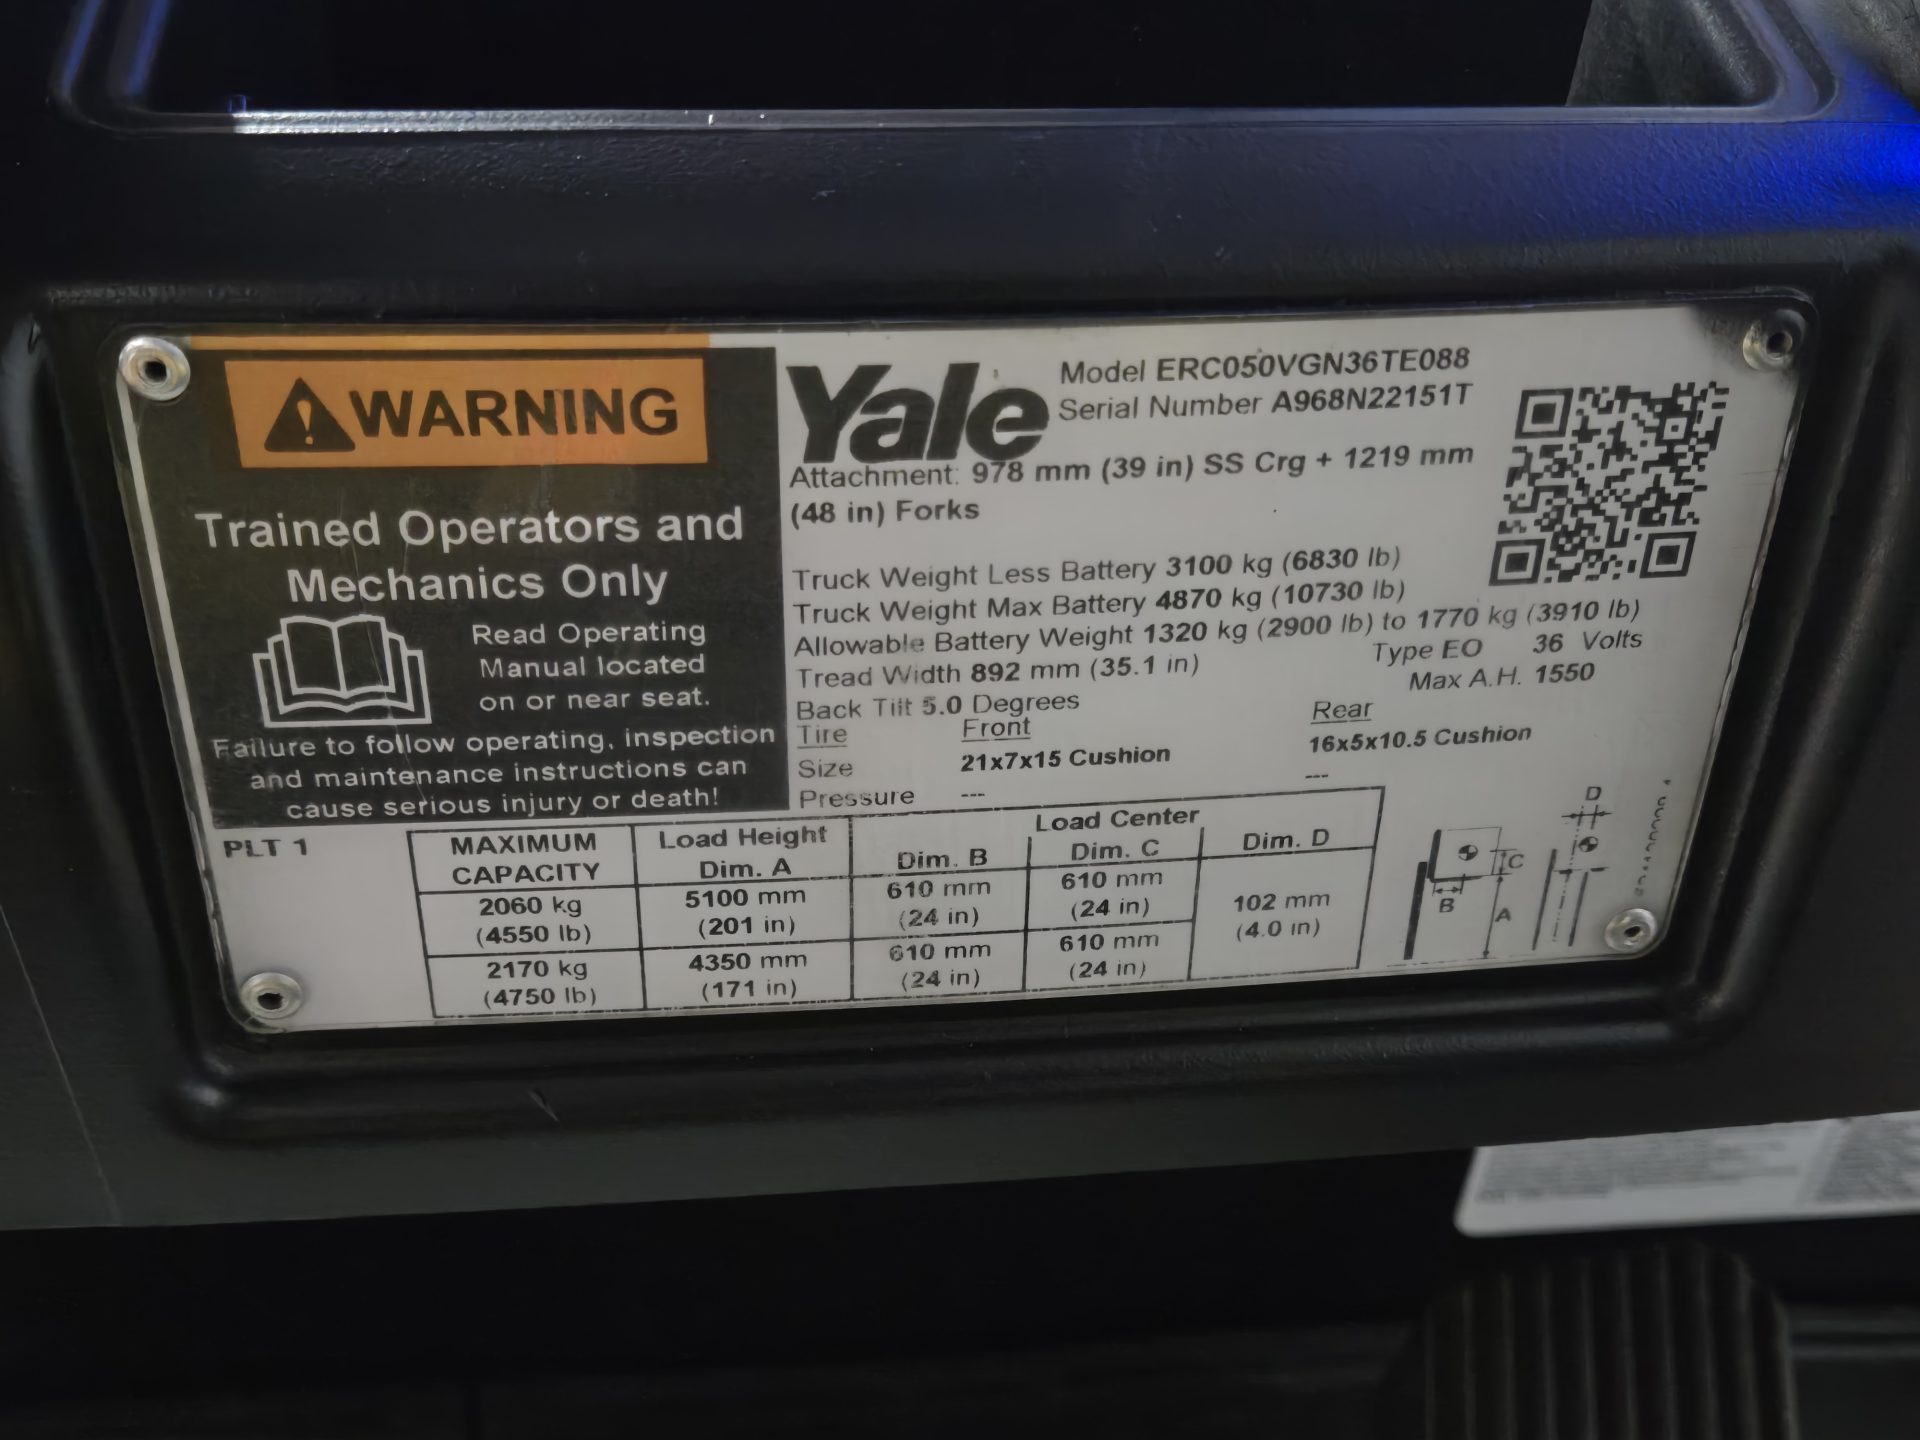 WARNING
Trained Operators and
Mechanics Only
Read Operating
Manual located
on or near seat.
Failure to follow operating, inspection
and maintenance instructions can
cause serious injury or death!
Yale
Model ERC050VGN36TE088
Serial Number A968N22151T
Attachment: 978 mm (39 in) SS Crg + 1219 mm
(48 in) Forks
Truck Weight Less Battery 3100 kg (6830 lb)
Truck Weight Max Battery 4870 kg (10730 lb)
Allowable Battery Weight 1320 kg (2900 lb) to 1770 kg (3910 lb)
Tread Width 892 mm (35.1 in) Type EO 36 Volts
Back Tilt 5.0 Degrees Max A.H. 1550
Tire Front Rear
Size 21x7x15 Cushion 16x5x10.5 Cushion
Pressure --- ---
PLT 1
MAXIMUM CAPACITY Load Height Dim. A Load Center
Dim. B Dim. C Dim. D
2060 kg 5100 mm 610 mm 610 mm 102 mm
(4550 lb) (201 in) (24 in) (24 in) (4.0 in)
2170 kg 4350 mm 610 mm 610 mm
(4750 lb) (171 in) (24 in) (24 in)
D
C
B
A